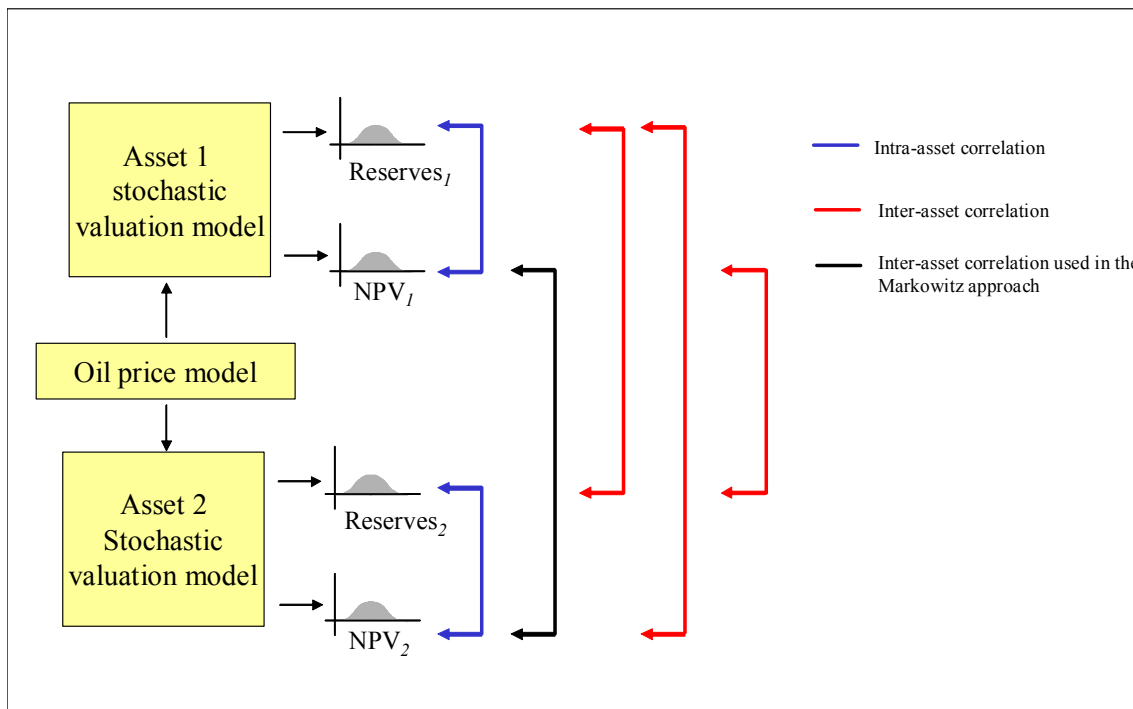 Asset 1
stochastic
valuation model
Reserves1
NPV1
Oil price model
Asset 2
Stochastic
valuation model
Reserves2
NPV2
Intra-asset correlation
Inter-asset correlation
Inter-asset correlation used in the
Markowitz approach